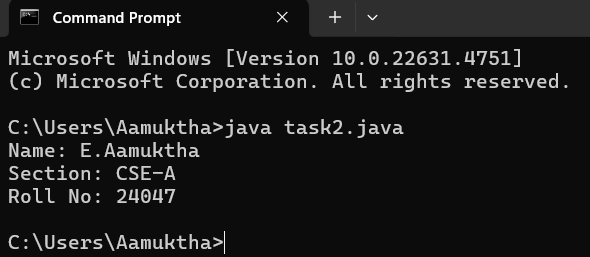 Command Prompt
Microsoft Windows [Version 10.0.22631.4751]
(c) Microsoft Corporation. All rights reserved.
C:\Users\Aamuktha>java task2.java
Name: E.Aamuktha
Section: CSE-A
Roll No: 24047
C:\Users\Aamuktha>